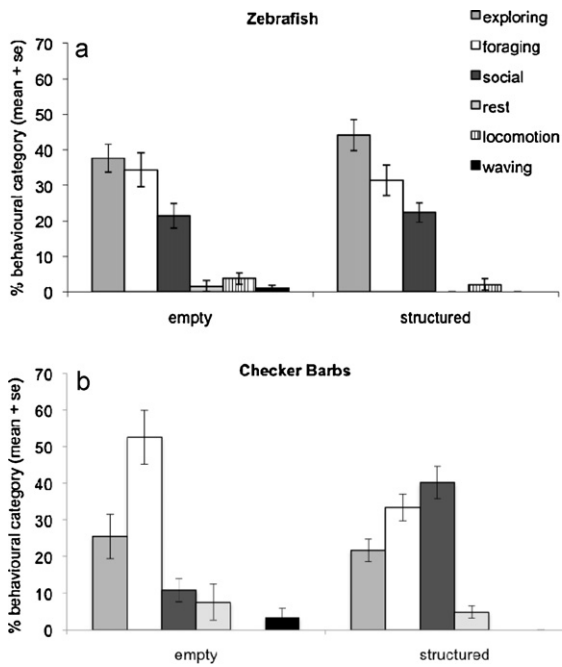 Zebrafish
a
exploring
foraging
social
rest
locomotion
waving
% behavioural category (mean + se)
70
60
50
40
30
20
10
0
empty structured
Checker Barbs
b
% behavioural category (mean + se)
70
60
50
40
30
20
10
0
empty structured